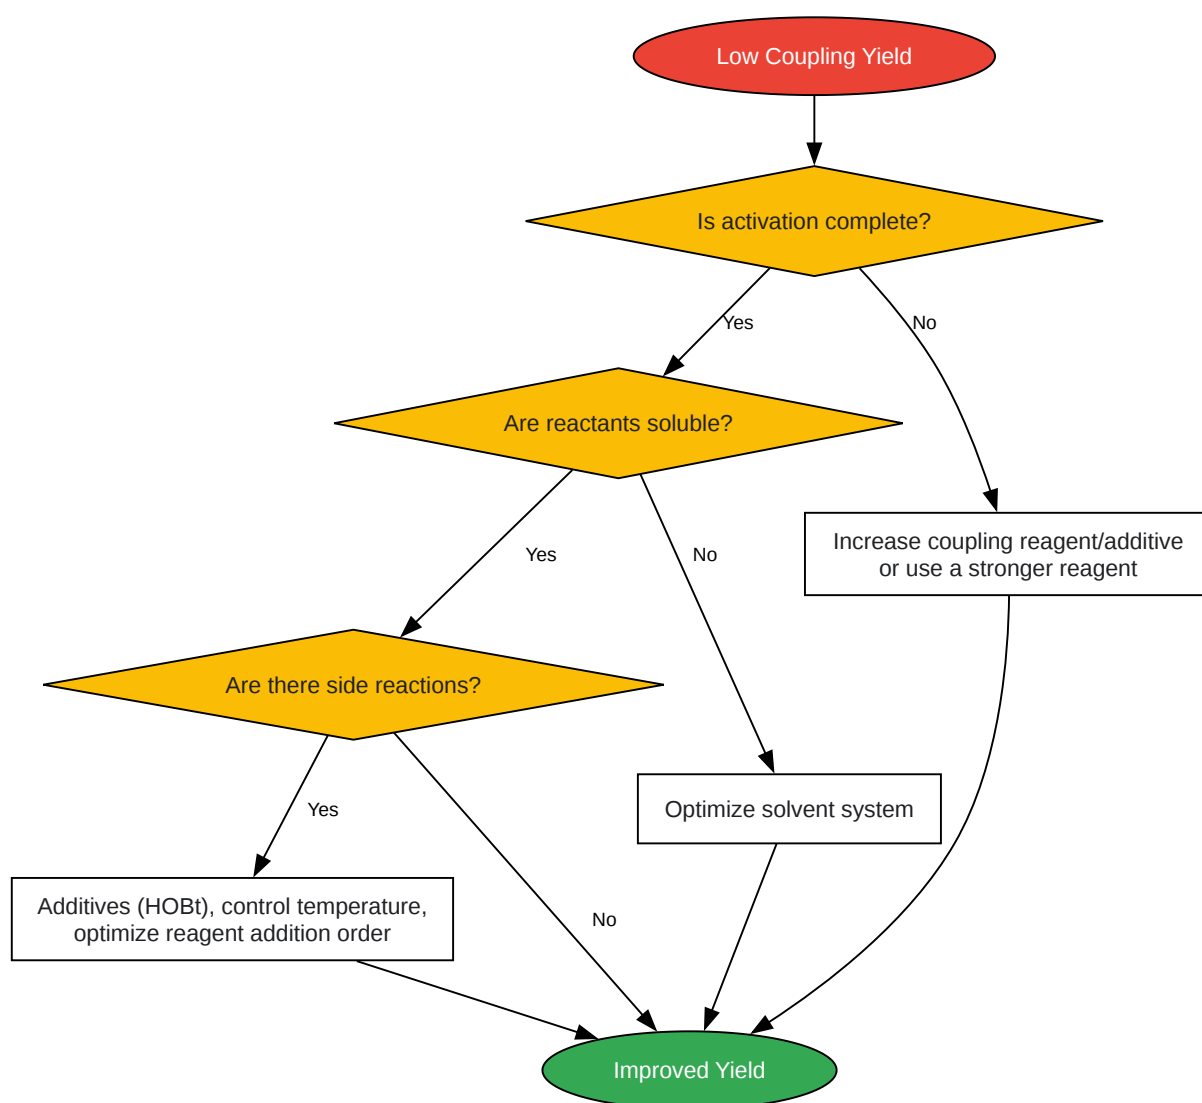 Low Coupling Yield
Is activation complete?
Yes
No
Are reactants soluble?
Increase coupling reagent/additive
or use a stronger reagent
Yes
No
Are there side reactions?
Optimize solvent system
Yes
Additives (HOBt), control temperature,
optimize reagent addition order
No
Improved Yield